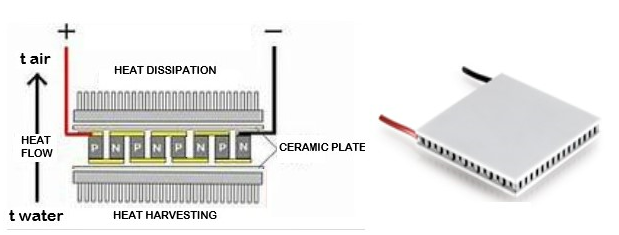 +
−
t air
HEAT DISSIPATION
HEAT
FLOW
P N P N P N P N
CERAMIC PLATE
t water
HEAT HARVESTING